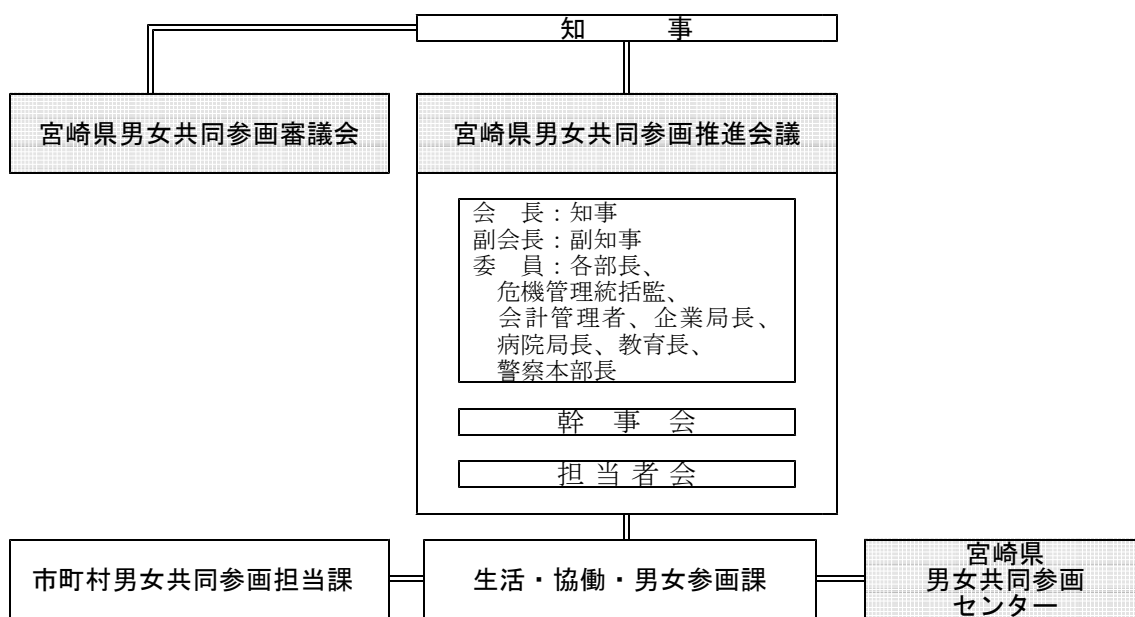 知　　事
宮崎県男女共同参画審議会
宮崎県男女共同参画推進会議
会　長：知事
副会長：副知事
委　員：各部長、
危機管理統括監、
会計管理者、企業局長、
病院局長、教育長、
警察本部長
幹　事　会
担 当 者 会
市町村男女共同参画担当課
生活・協働・男女参画課
宮崎県
男女共同参画
センター